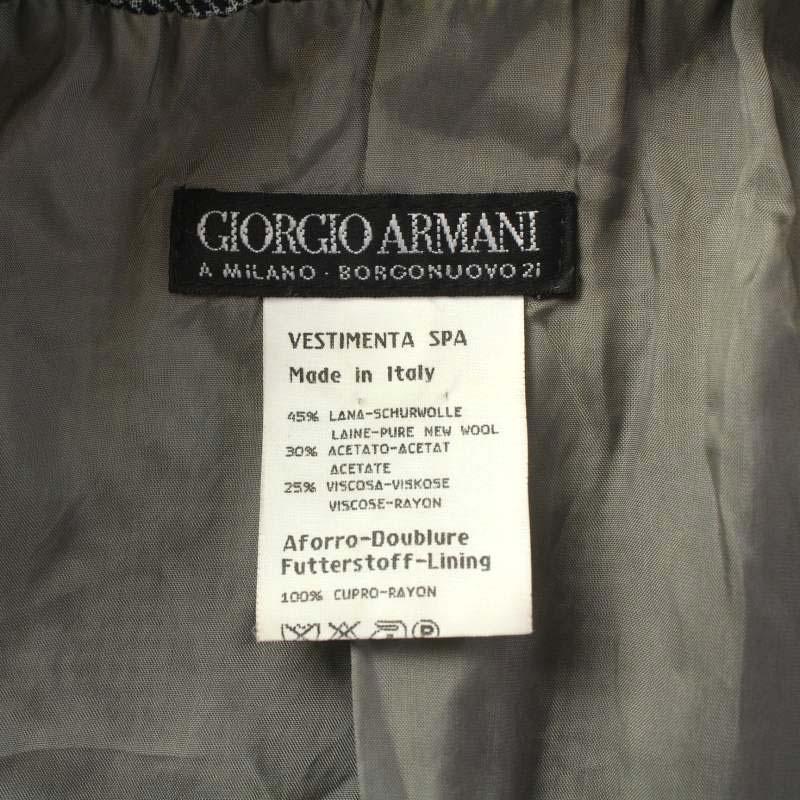 GIORGIO ARMANI
A MILANO · BORGONUOVO 21
VESTIMENTA SPA
Made in Italy
45% LANA-SCHURWOLLE
LAINE-PURE NEW WOOL
30% ACETATO-ACETAT
ACETATE
25% VISCOSA-VISKOSE
VISCOSE-RAYON
Aforro-Doublure
Futterstoff-Lining
100% CUPRO-RAYON
P